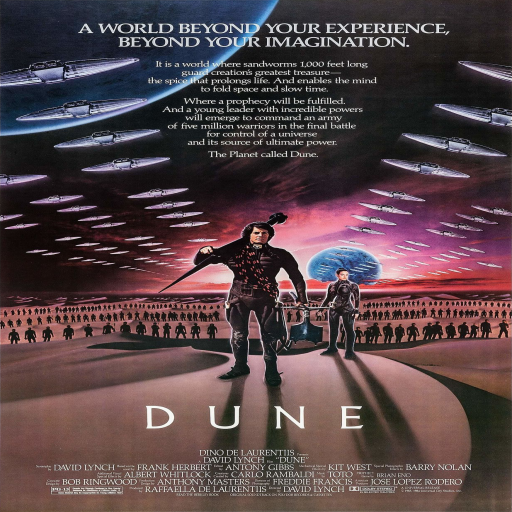 A WORLD BEYOND YOUR EXPERIENCE,
BEYOND YOUR IMAGINATION.
It is a world where sandworms 1,000 feet long
guard creation's greatest treasure—
the spice that prolongs life. And enables the mind
to fold space and slow time.
Where a prophecy will be fulfilled.
And a young leader with incredible powers
will emerge to command an army
of five million warriors in the final battle
for control of a universe
and its source of ultimate power.
The Planet called Dune.
DUNE
DINO DE LAURENTIIS
DAVID LYNCH "DUNE"
DAVID LYNCH FRANK HERBERT ANTONY GIBBS KIT WEST BARRY NOLAN
ALBERT WHITLOCK CARLO RAMBALDI TOTO BRIAN ENO
BOB RINGWOOD ANTHONY MASTERS FREDDIE FRANCIS JOSE LOPEZ RODERO
RAFFAELLA DE LAURENTIIS DAVID LYNCH